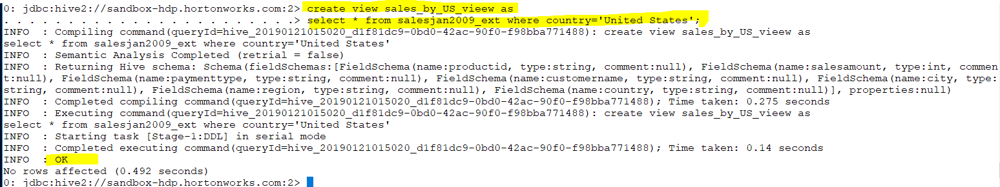 0: jdbc:hive2://sandbox-hdp.hortonworks.com:2> create view sales_by_US_vieew as
. . . . . . . . . . . . . . . . . . . . . . .> select * from salesjan2009_ext where country='United States';
INFO  : Compiling command(queryId=hive_20190121015020_d1f81dc9-0bd0-42ac-90f0-f98bba771488): create view sales_by_US_vieew as
select * from salesjan2009_ext where country='United States'
INFO  : Semantic Analysis Completed (retrial = false)
INFO  : Returning Hive schema: Schema(fieldSchemas:[FieldSchema(name:productid, type:string, comment:null), FieldSchema(name:salesamount, type:int, commen
t:null), FieldSchema(name:paymenttype, type:string, comment:null), FieldSchema(name:customername, type:string, comment:null), FieldSchema(name:city, type:
string, comment:null), FieldSchema(name:region, type:string, comment:null), FieldSchema(name:country, type:string, comment:null)], properties:null)
INFO  : Completed compiling command(queryId=hive_20190121015020_d1f81dc9-0bd0-42ac-90f0-f98bba771488); Time taken: 0.275 seconds
INFO  : Executing command(queryId=hive_20190121015020_d1f81dc9-0bd0-42ac-90f0-f98bba771488): create view sales_by_US_vieew as
select * from salesjan2009_ext where country='United States'
INFO  : Starting task [Stage-1:DDL] in serial mode
INFO  : Completed executing command(queryId=hive_20190121015020_d1f81dc9-0bd0-42ac-90f0-f98bba771488); Time taken: 0.14 seconds
INFO  : OK
No rows affected (0.492 seconds)
0: jdbc:hive2://sandbox-hdp.hortonworks.com:2>